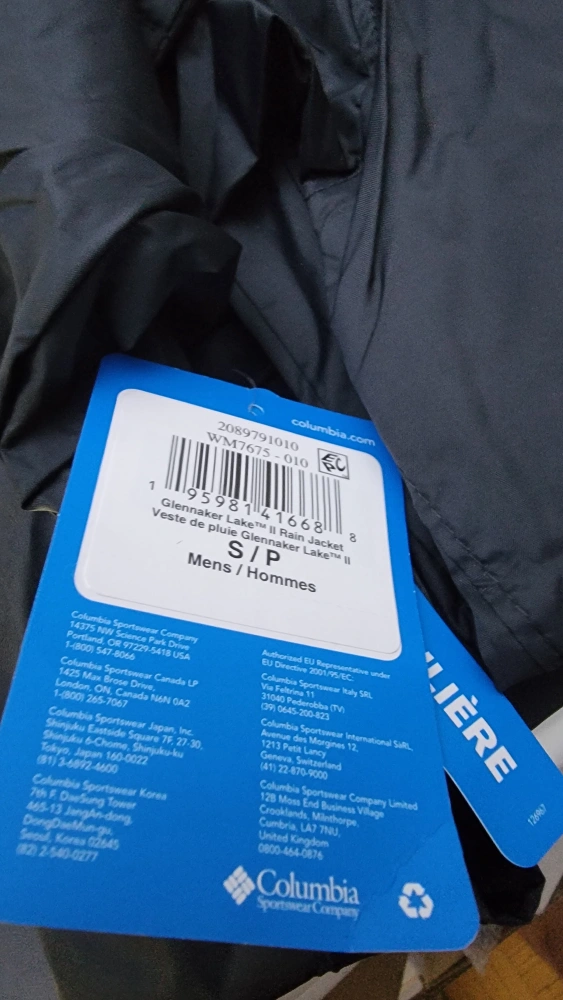 columbia.com
2089791010
WM7675 - 010
EPC
1 95981 41668 8
Glennaker Lake™ II Rain Jacket
Veste de pluie Glennaker Lake™ II
S / P
Mens / Hommes
Columbia Sportswear Company
14375 NW Science Park Drive
Portland, OR 97229-5418 USA
1-(800) 547-8066
Columbia Sportswear Canada LP
1425 Max Brose Drive,
London, ON, Canada N6N 0A2
1-(800) 265-7067
Columbia Sportswear Japan, Inc.
Shinjuku Eastside Square 7F, 27-30,
Shinjuku 6-Chome, Shinjuku-ku
Tokyo, Japan 160-0022
(81) 3-6892-4600
Columbia Sportswear Korea
7th F. DaeSung Tower
465-13 JangAn-dong,
DongDaeMun-gu,
Seoul, Korea 02645
(82) 2-540-0277
Authorized EU Representative under
EU Directive 2001/95/EC:
Columbia Sportswear Italy SRL
Via Feltrina 11
31040 Pederobba (TV)
(39) 0645-200-823
Columbia Sportswear International SàRL,
Avenue des Morgines 12,
1213 Petit Lancy
Geneva, Switzerland
(41) 22-870-9000
Columbia Sportswear Company Limited
12B Moss End Business Village
Crooklands, Milnthorpe,
Cumbria, LA7 7NU,
United Kingdom
0800-464-0876
Columbia
Sportswear Company
LIÈRE
126967